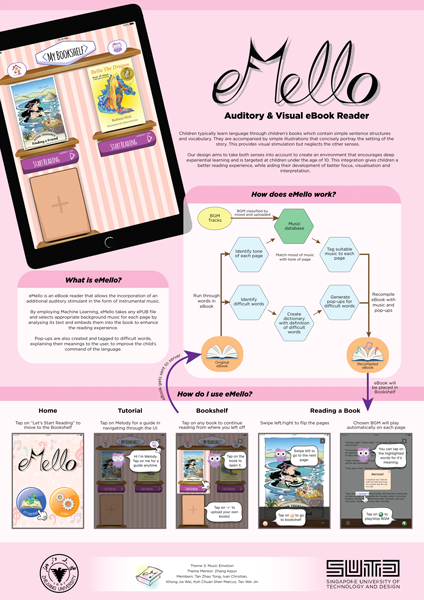 MY BOOKSHELF
START READING
START READING
eMello
Auditory & Visual eBook Reader
Children typically learn language through children's books which contain simple sentence structures
and vocabulary. They are accompanied by simple illustrations that concisely portray the setting of the
story. This provides visual stimulation but neglects the other senses.
Our design aims to take both senses into account to create an environment that encourages deep
experiential learning and is targeted at children under the age of 10. This integration gives children a
better reading experience, while aiding their development of better focus, visualisation and
interpretation.
How does eMello work?
BGM
Tracks
BGM classified by
mood and uploaded
Music
database
Identify tone
of each page
Match mood of music
with tone of page
Tag suitable
music to each
page
Run through
words in
eBook
Identify
difficult words
Create
dictionary with
definition of
difficult
words
Generate
pop-ups for
difficult
words
Recompile
eBook with
music and
pop-ups
Original
eBook
Recompiled
eBook
eBook gets sent to server
eBook will
be placed in
Bookshelf
What is eMello?
eMello is an eBook reader that allows the incorporation of an
additional auditory stimulant in the form of instrumental music.
By employing Machine Learning, eMello takes any ePUB file
and selects appropriate background music for each page by
analysing its text and embeds them into the book to enhance
the reading experience.
Pop-ups are also created and tagged to difficult words,
explaining their meanings to the user to improve the child's
command of the language.
How do I use eMello?
Home
Tap on "Let's Start Reading" to
move to the Bookshelf
eMello
Tutorial
Tap on Melody for a guide in
navigating through the UI
Hi I'm Melody.
Tap on me for a
guide anytime.
Bookshelf
Tap on any book to continue
reading from where you left off
Tap on the
book to
open it.
Tap on '+' to
upload your own
books!
Reading a Book
Swipe left/right to flip the pages
Swipe left to
go to the next
page
Tap on to go
to bookshelf
Chosen BGM will play
automatically on each page
You can tap on
the highlighted
words for it's
meaning
Tap on to
play/stop BGM
Theme 5: Music Emotion
Theme Mentor: Zhang Kejun
Members: Tan Zhao Tong, Ivan Christian,
Khong Jia Wei, Koh Chuen Shen Marcus, Tan Wei Jin
ZHEJIANG UNIVERSITY
SUTD
SINGAPORE UNIVERSITY OF
TECHNOLOGY AND DESIGN